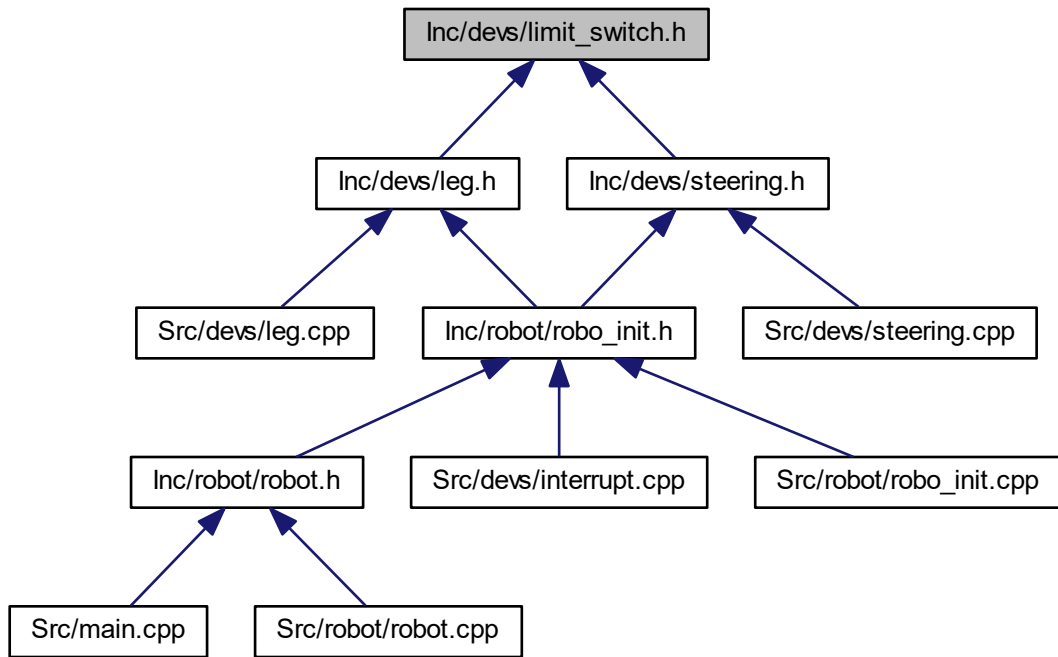 Inc/devs/limit_switch.h
Inc/devs/leg.h
Inc/devs/steering.h
Src/devs/leg.cpp
Inc/robot/robo_init.h
Src/devs/steering.cpp
Inc/robot/robot.h
Src/devs/interrupt.cpp
Src/robot/robo_init.cpp
Src/main.cpp
Src/robot/robot.cpp